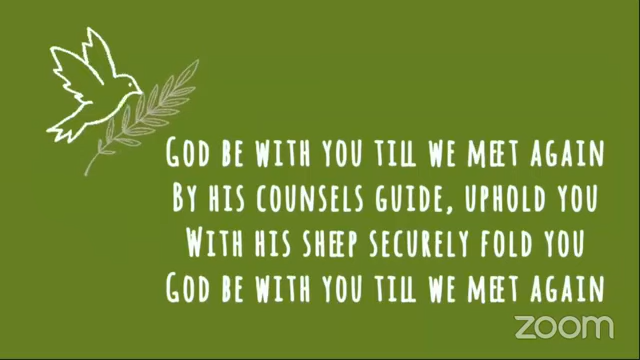 God be with you till we meet again
By his counsels guide, uphold you
With his sheep securely fold you
God be with you till we meet again
zoom